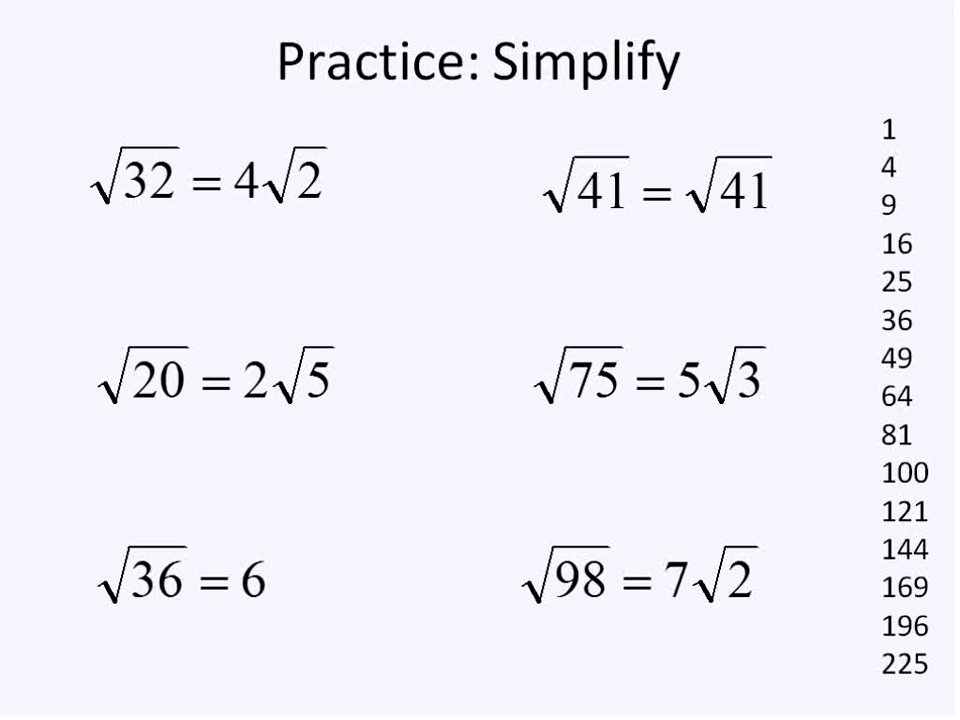 Practice: Simplify
√32 = 4√2
√41 = √41
√20 = 2√5
√75 = 5√3
√36 = 6
√98 = 7√2
1
4
9
16
25
36
49
64
81
100
121
144
169
196
225